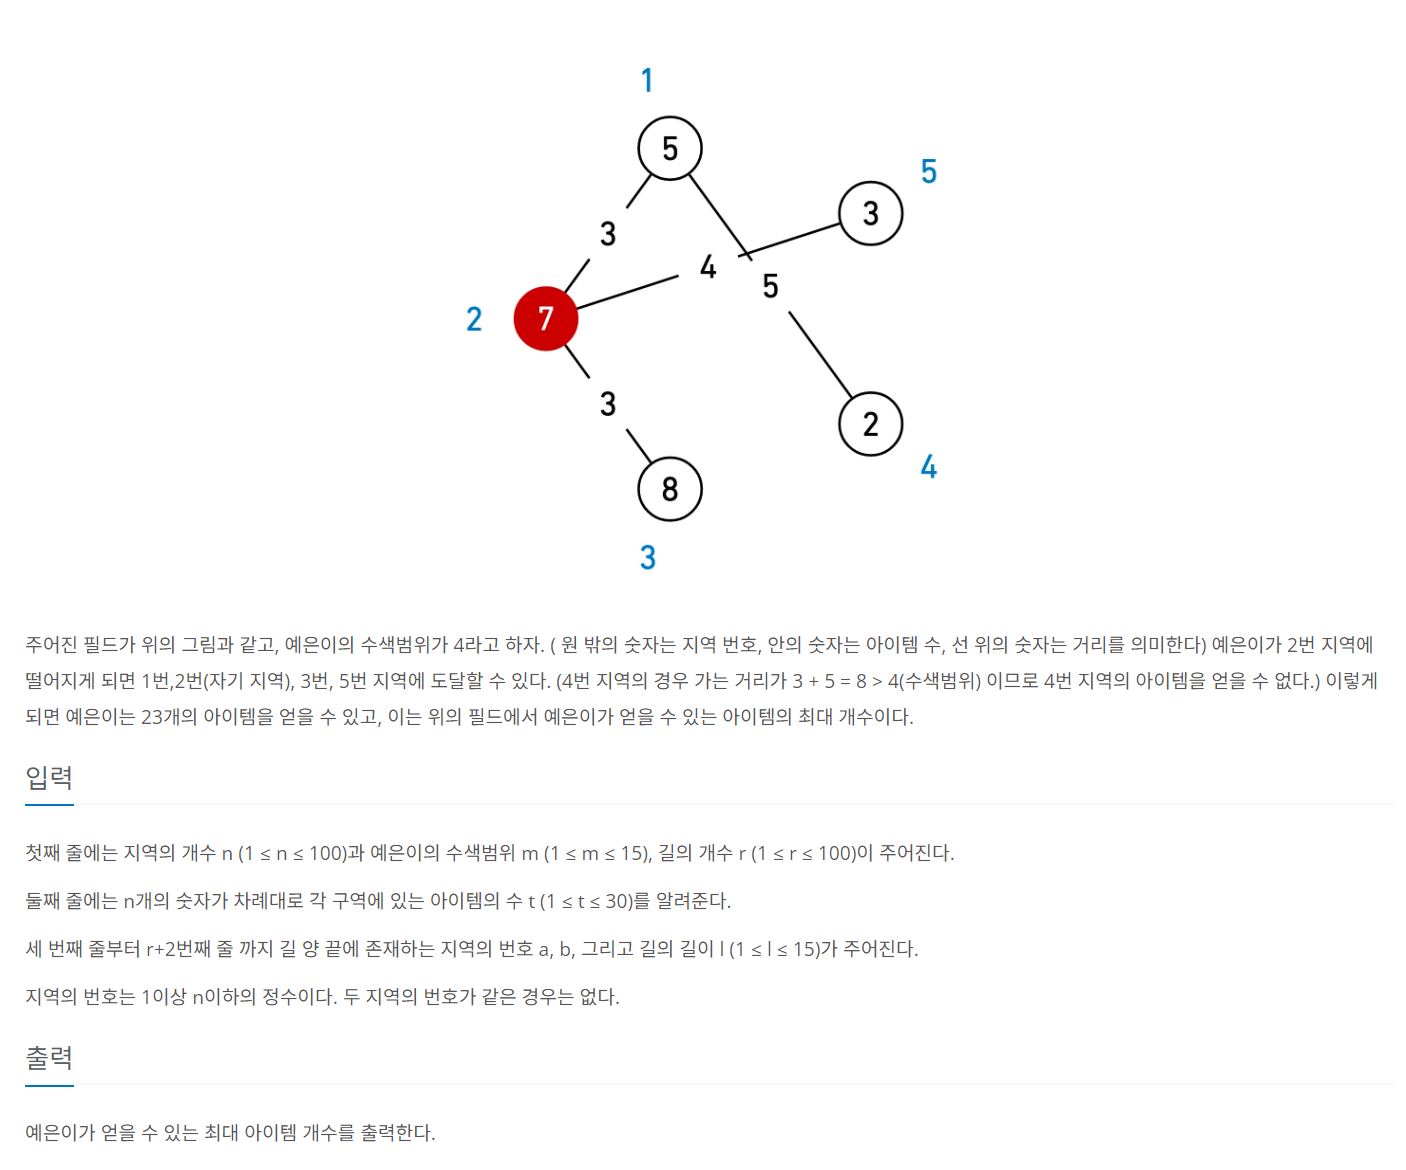 1
5
5
3
3
4
5
2
7
3
2
4
8
3
주어진 필드가 위의 그림과 같고, 예은이의 수색범위가 4라고 하자. ( 원 밖의 숫자는 지역 번호, 안의 숫자는 아이템 수, 선 위의 숫자는 거리를 의미한다) 예은이가 2번 지역에
떨어지게 되면 1번,2번(자기 지역), 3번, 5번 지역에 도달할 수 있다. (4번 지역의 경우 가는 거리가 3 + 5 = 8 > 4(수색범위) 이므로 4번 지역의 아이템을 얻을 수 없다.) 이렇게
되면 예은이는 23개의 아이템을 얻을 수 있고, 이는 위의 필드에서 예은이가 얻을 수 있는 아이템의 최대 개수이다.
입력
첫째 줄에는 지역의 개수 n (1 ≤ n ≤ 100)과 예은이의 수색범위 m (1 ≤ m ≤ 15), 길의 개수 r (1 ≤ r ≤ 100)이 주어진다.
둘째 줄에는 n개의 숫자가 차례대로 각 구역에 있는 아이템의 수 t (1 ≤ t ≤ 30)를 알려준다.
세 번째 줄부터 r+2번째 줄 까지 길 양 끝에 존재하는 지역의 번호 a, b, 그리고 길의 길이 l (1 ≤ l ≤ 15)가 주어진다.
지역의 번호는 1이상 n이하의 정수이다. 두 지역의 번호가 같은 경우는 없다.
출력
예은이가 얻을 수 있는 최대 아이템 개수를 출력한다.